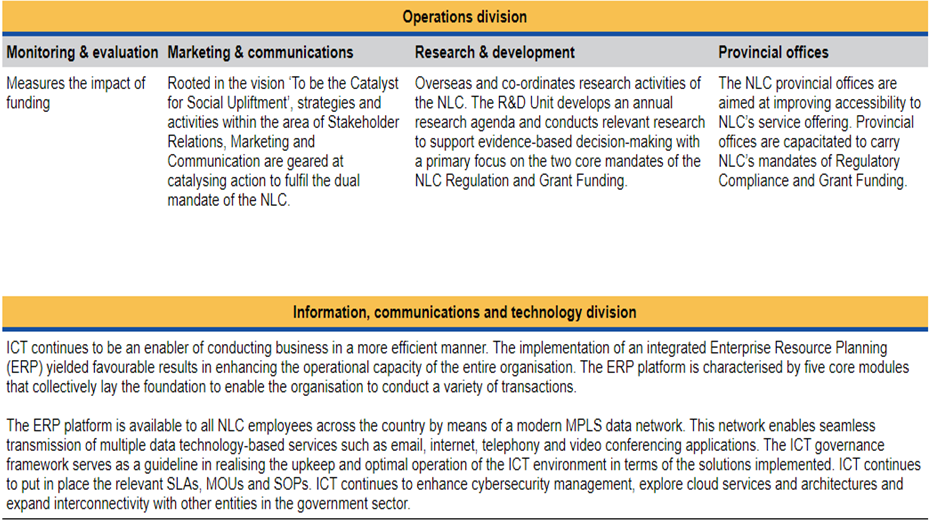 Operations division
Monitoring & evaluation
Marketing & communications
Research & development
Provincial offices
Measures the impact of
funding
Rooted in the vision ‘To be the Catalyst
for Social Upliftment’, strategies and
activities within the area of Stakeholder
Relations, Marketing and
Communication are geared at
catalysing action to fulfil the dual
mandate of the NLC.
Overseas and co-ordinates research activities of
the NLC. The R&D Unit develops an annual
research agenda and conducts relevant research
to support evidence-based decision-making with
a primary focus on the two core mandates of the
NLC Regulation and Grant Funding.
The NLC provincial offices are
aimed at improving accessibility to
NLC’s service offering. Provincial
offices are capacitated to carry
NLC’s mandates of Regulatory
Compliance and Grant Funding.
Information, communications and technology division
ICT continues to be an enabler of conducting business in a more efficient manner. The implementation of an integrated Enterprise Resource Planning
(ERP) yielded favourable results in enhancing the operational capacity of the entire organisation. The ERP platform is characterised by five core modules
that collectively lay the foundation to enable the organisation to conduct a variety of transactions.
The ERP platform is available to all NLC employees across the country by means of a modern MPLS data network. This network enables seamless
transmission of multiple data technology-based services such as email, internet, telephony and video conferencing applications. The ICT governance
framework serves as a guideline in realising the upkeep and optimal operation of the ICT environment in terms of the solutions implemented. ICT continues
to put in place the relevant SLAs, MOUs and SOPs. ICT continues to enhance cybersecurity management, explore cloud services and architectures and
expand interconnectivity with other entities in the government sector.